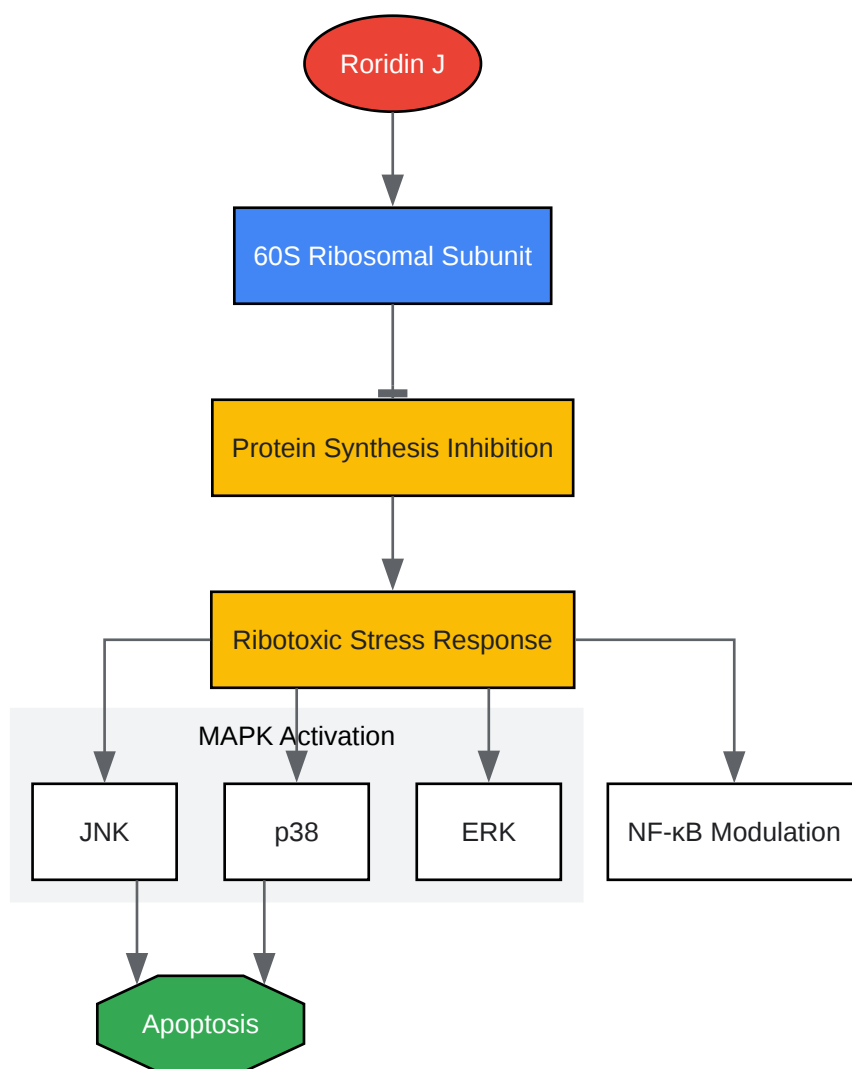 Roridin J
60S Ribosomal Subunit
Protein Synthesis Inhibition
Ribotoxic Stress Response
MAPK Activation
JNK
p38
ERK
NF-κB Modulation
Apoptosis